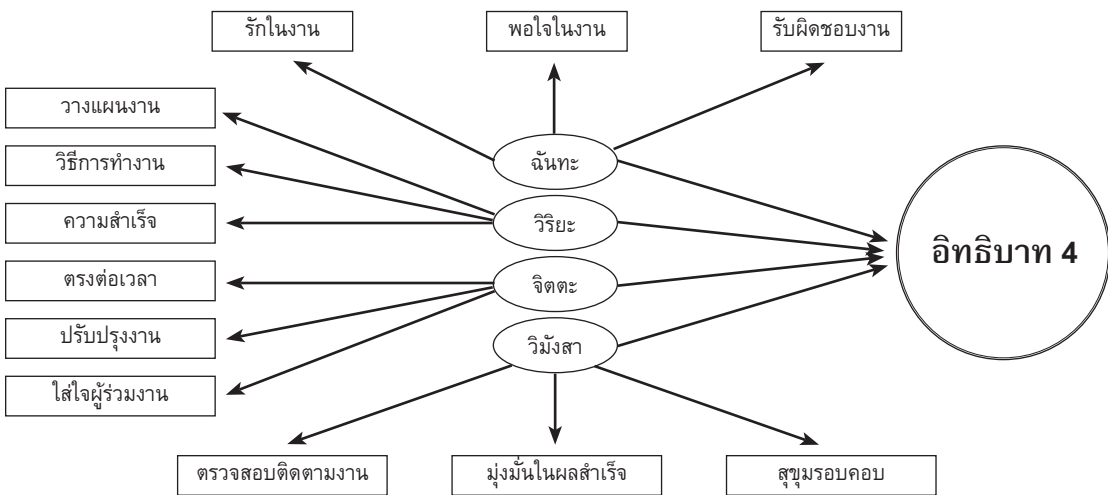 รักในงาน
พอใจในงาน
รับผิดชอบงาน
วางแผนงาน
วิธีการทำงาน
ความสำเร็จ
ตรงต่อเวลา
ปรับปรุงงาน
ใส่ใจผู้ร่วมงาน
ฉันทะ
วิริยะ
จิตตะ
วิมังสา
อิทธิบาท 4
ตรวจสอบติดตามงาน
มุ่งมั่นในผลสำเร็จ
สุขุมรอบคอบ